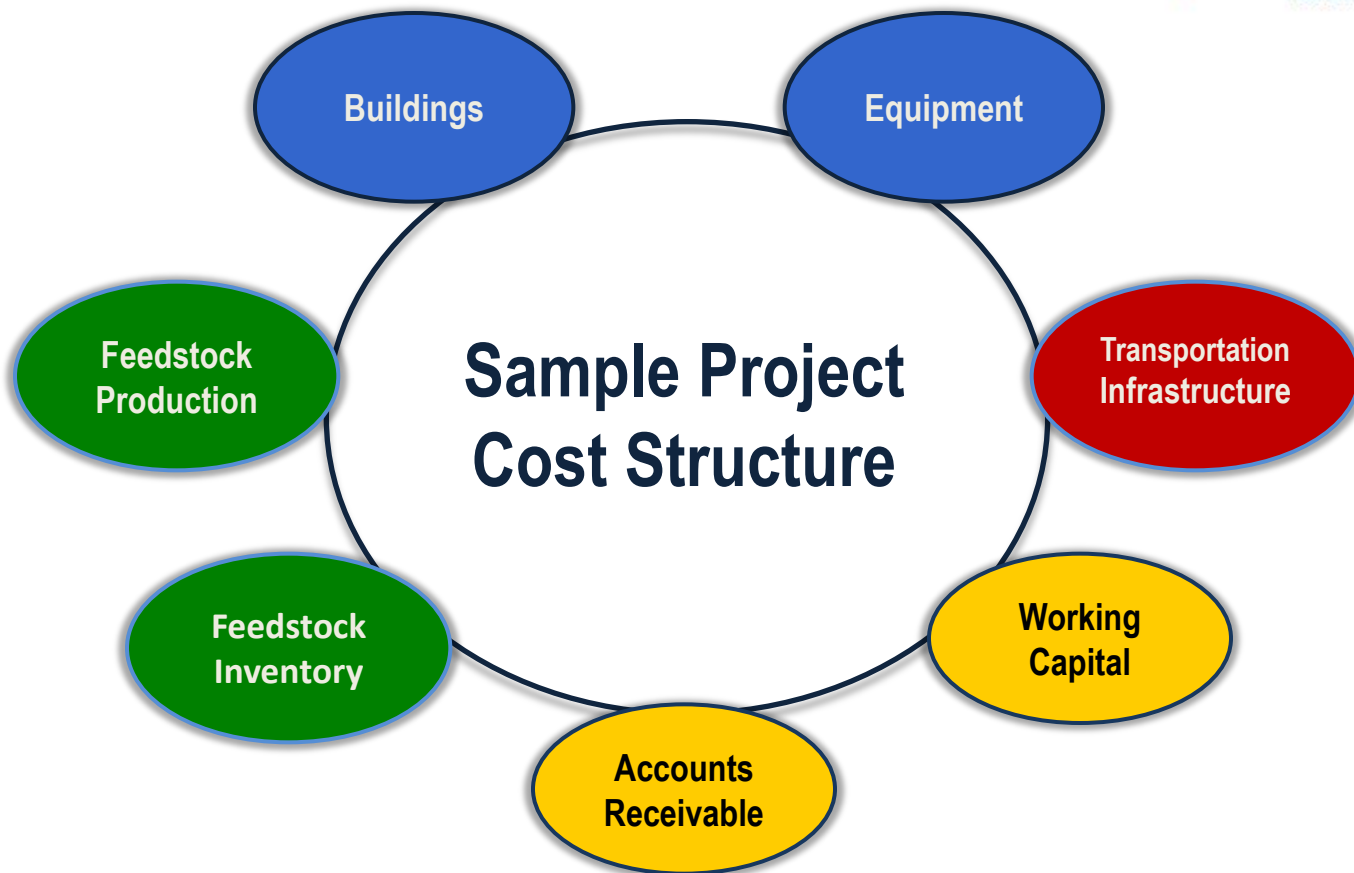 Buildings
Equipment
Feedstock
Production
Sample Project
Cost Structure
Transportation
Infrastructure
Feedstock
Inventory
Working
Capital
Accounts
Receivable